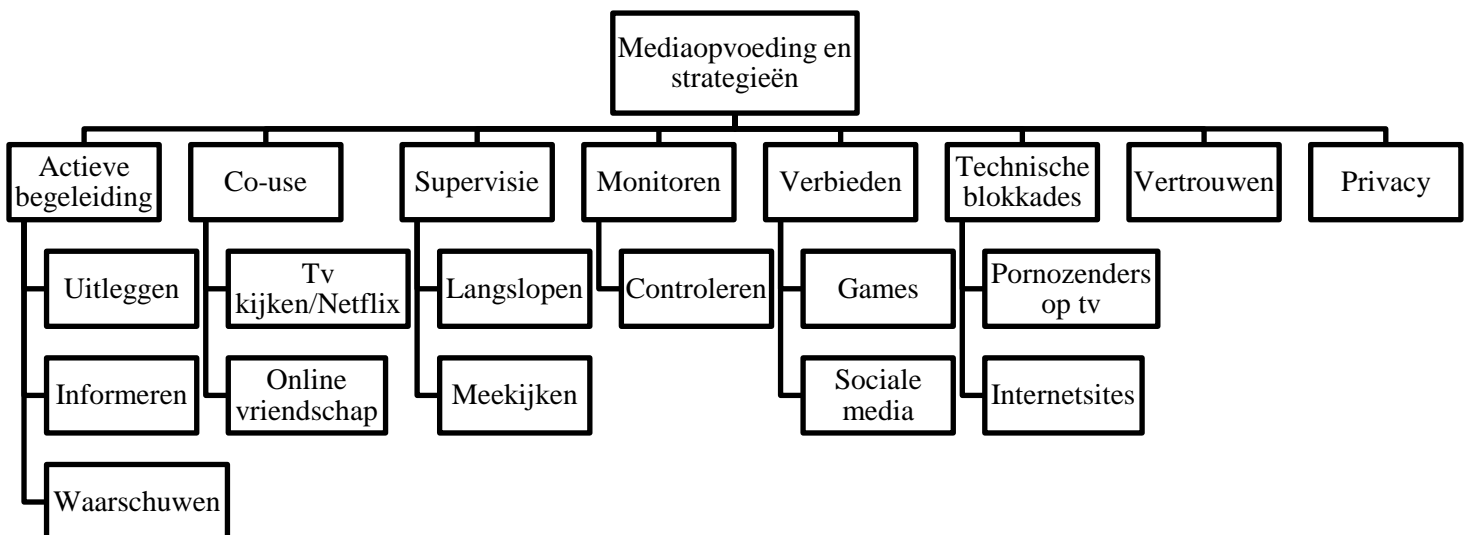 Mediaopvoeding en
strategieën
Actieve
begeleiding
Co-use
Supervisie
Monitoren
Verbieden
Technische
blokkades
Vertrouwen
Privacy
Uitleggen
Tv
kijken/Netflix
Langslopen
Controleren
Games
Pornozenders
op tv
Informeren
Online
vriendschap
Meekijken
Sociale
media
Internetsites
Waarschuwen